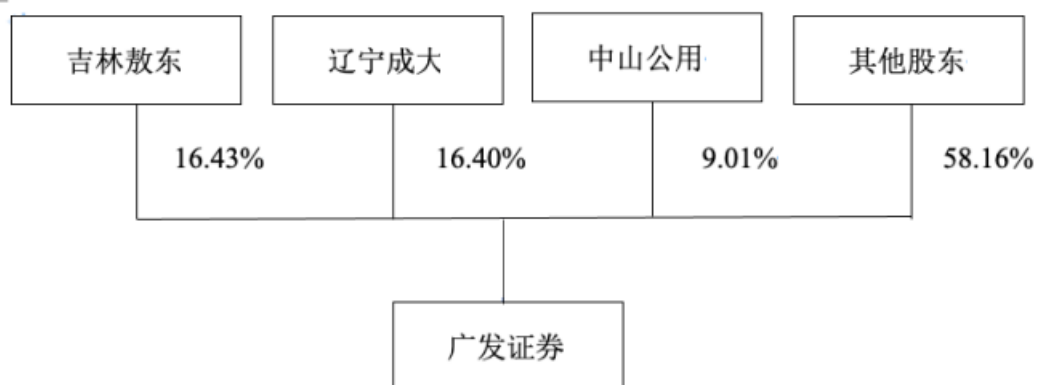 吉林敖东
辽宁成大
中山公用
其他股东
16.43%
16.40%
9.01%
58.16%
广发证券